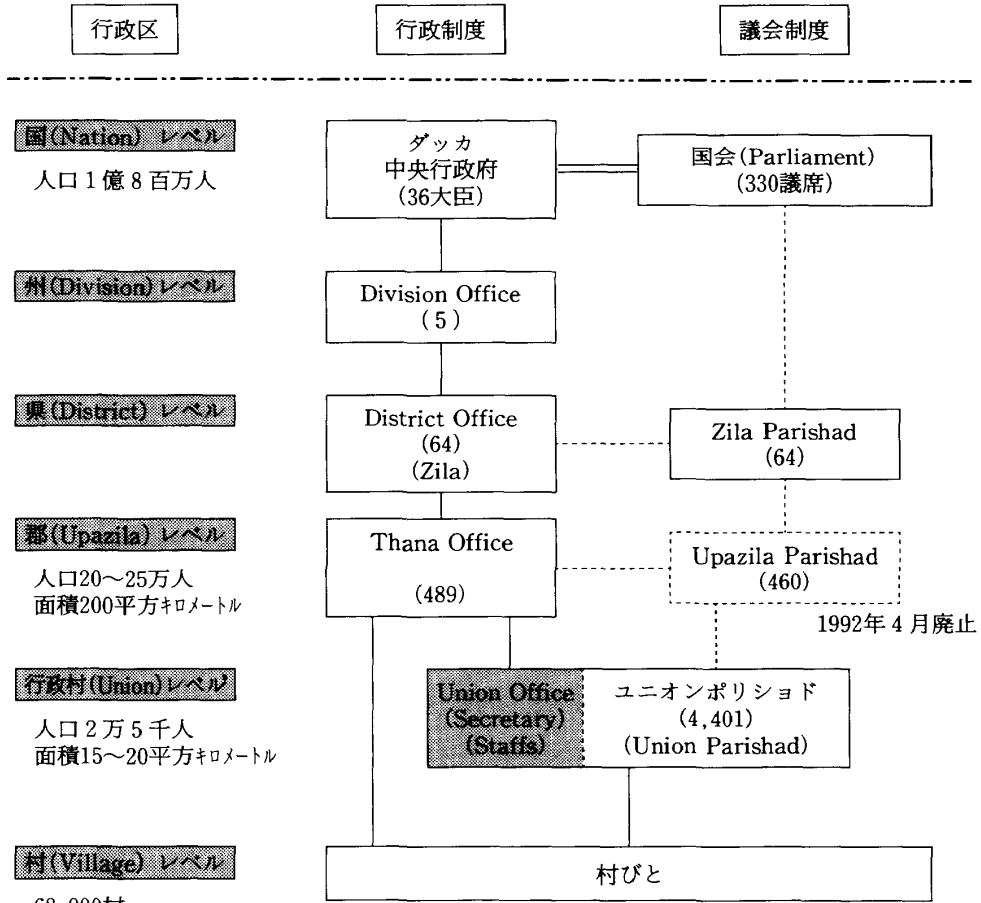 行政区
行政制度
議会制度
国(Nation) レベル
人口1億8百万人
ダッカ
中央行政府
(36大臣)
国会(Parliament)
(330議席)
州(Division)レベル
Division Office
(5)
県(District) レベル
District Office
(64)
(Zila)
Zila Parishad
(64)
郡(Upazila) レベル
人口20〜25万人
面積200平方キロメートル
Thana Office
(489)
Upazila Parishad
(460)
1992年4月廃止
行政村(Union)レベル
人口2万5千人
面積15〜20平方キロメートル
Union Office
(Secretary)
(Staffs)
ユニオンポリショド
(4,401)
(Union Parishad)
村(Village) レベル
村びと